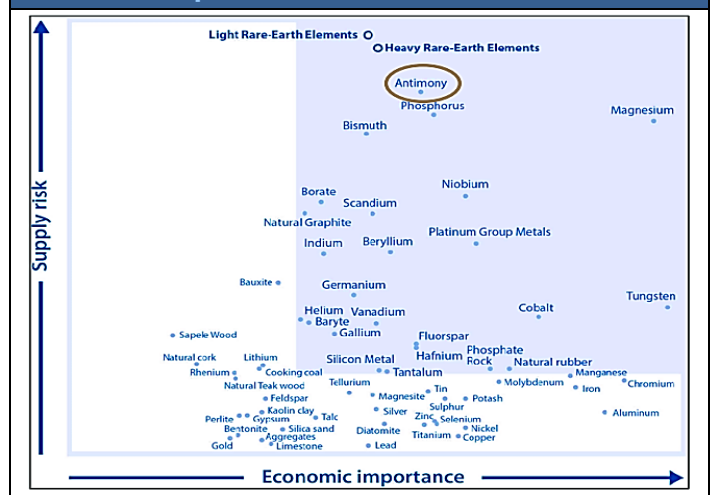 Light Rare-Earth Elements
Heavy Rare-Earth Elements
Antimony
Phosphorus
Magnesium
Bismuth
Niobium
Borate
Scandium
Natural Graphite
Platinum Group Metals
Indium
Beryllium
Bauxite
Germanium
Tungsten
Helium
Vanadium
Cobalt
Baryte
Gallium
Sapele Wood
Fluorspar
Hafnium
Phosphate
Rock
Natural rubber
Natural cork
Lithium
Silicon Metal
Rhenium
Cooking coal
Tantalum
Manganese
Natural Teak wood
Tellurium
Molybdenum
Iron
Chromium
Feldspar
Magnesite
Tin
Potash
Kaolin clay
Talc
Silver
Sulphur
Aluminum
Perlite
Gypsum
Zinc
Selenium
Bentonite
Silica sand
Diatomite
Nickel
Gold
Aggregates
Titanium
Copper
Limestone
Lead
Supply risk
Economic importance